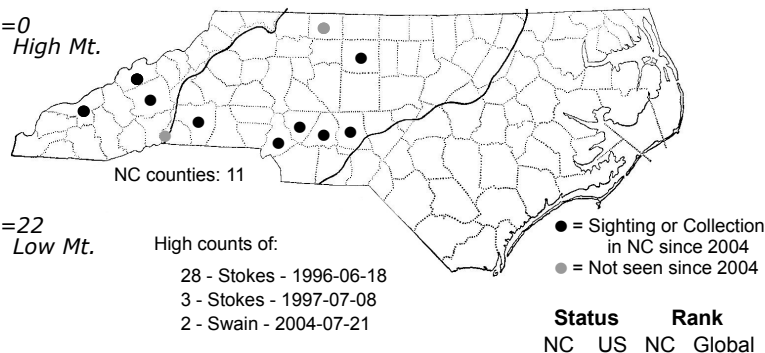 =0
High Mt.
NC counties: 11
=22
Low Mt.
High counts of:
28 - Stokes - 1996-06-18
3 - Stokes - 1997-07-08
2 - Swain - 2004-07-21
= Sighting or Collection
in NC since 2004
= Not seen since 2004
Status Rank
NC US NC Global